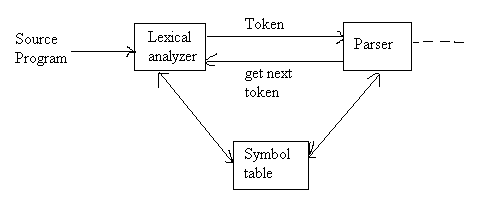 Source
Program
Lexical
analyzer
Token
get next
token
Parser
Symbol
table